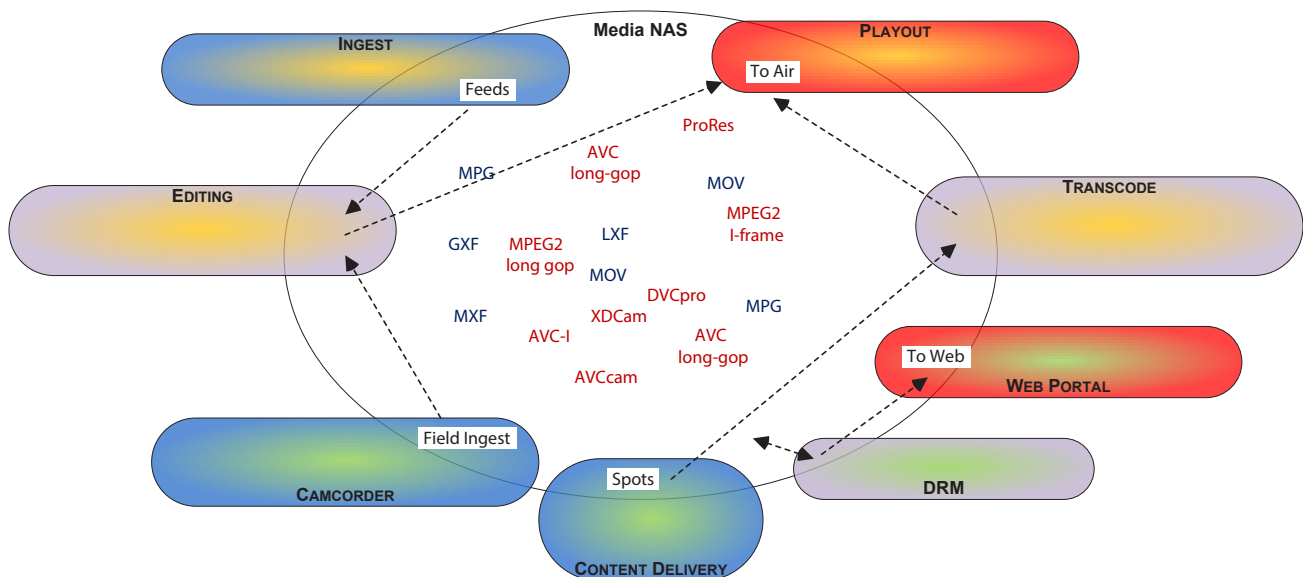 Media NAS
INGEST
Feeds
PLAYOUT
To Air
ProRes
AVC
long-gop
MPG
MOV
EDITING
TRANSCODE
MPEG2
I-frame
GXF
MPEG2
long gop
LXF
MOV
DVCpro
MPG
MXF
XDCam
AVC-I
AVC
long-gop
AVCcam
To Web
WEB PORTAL
Field Ingest
CAMCORDER
Spots
CONTENT DELIVERY
DRM